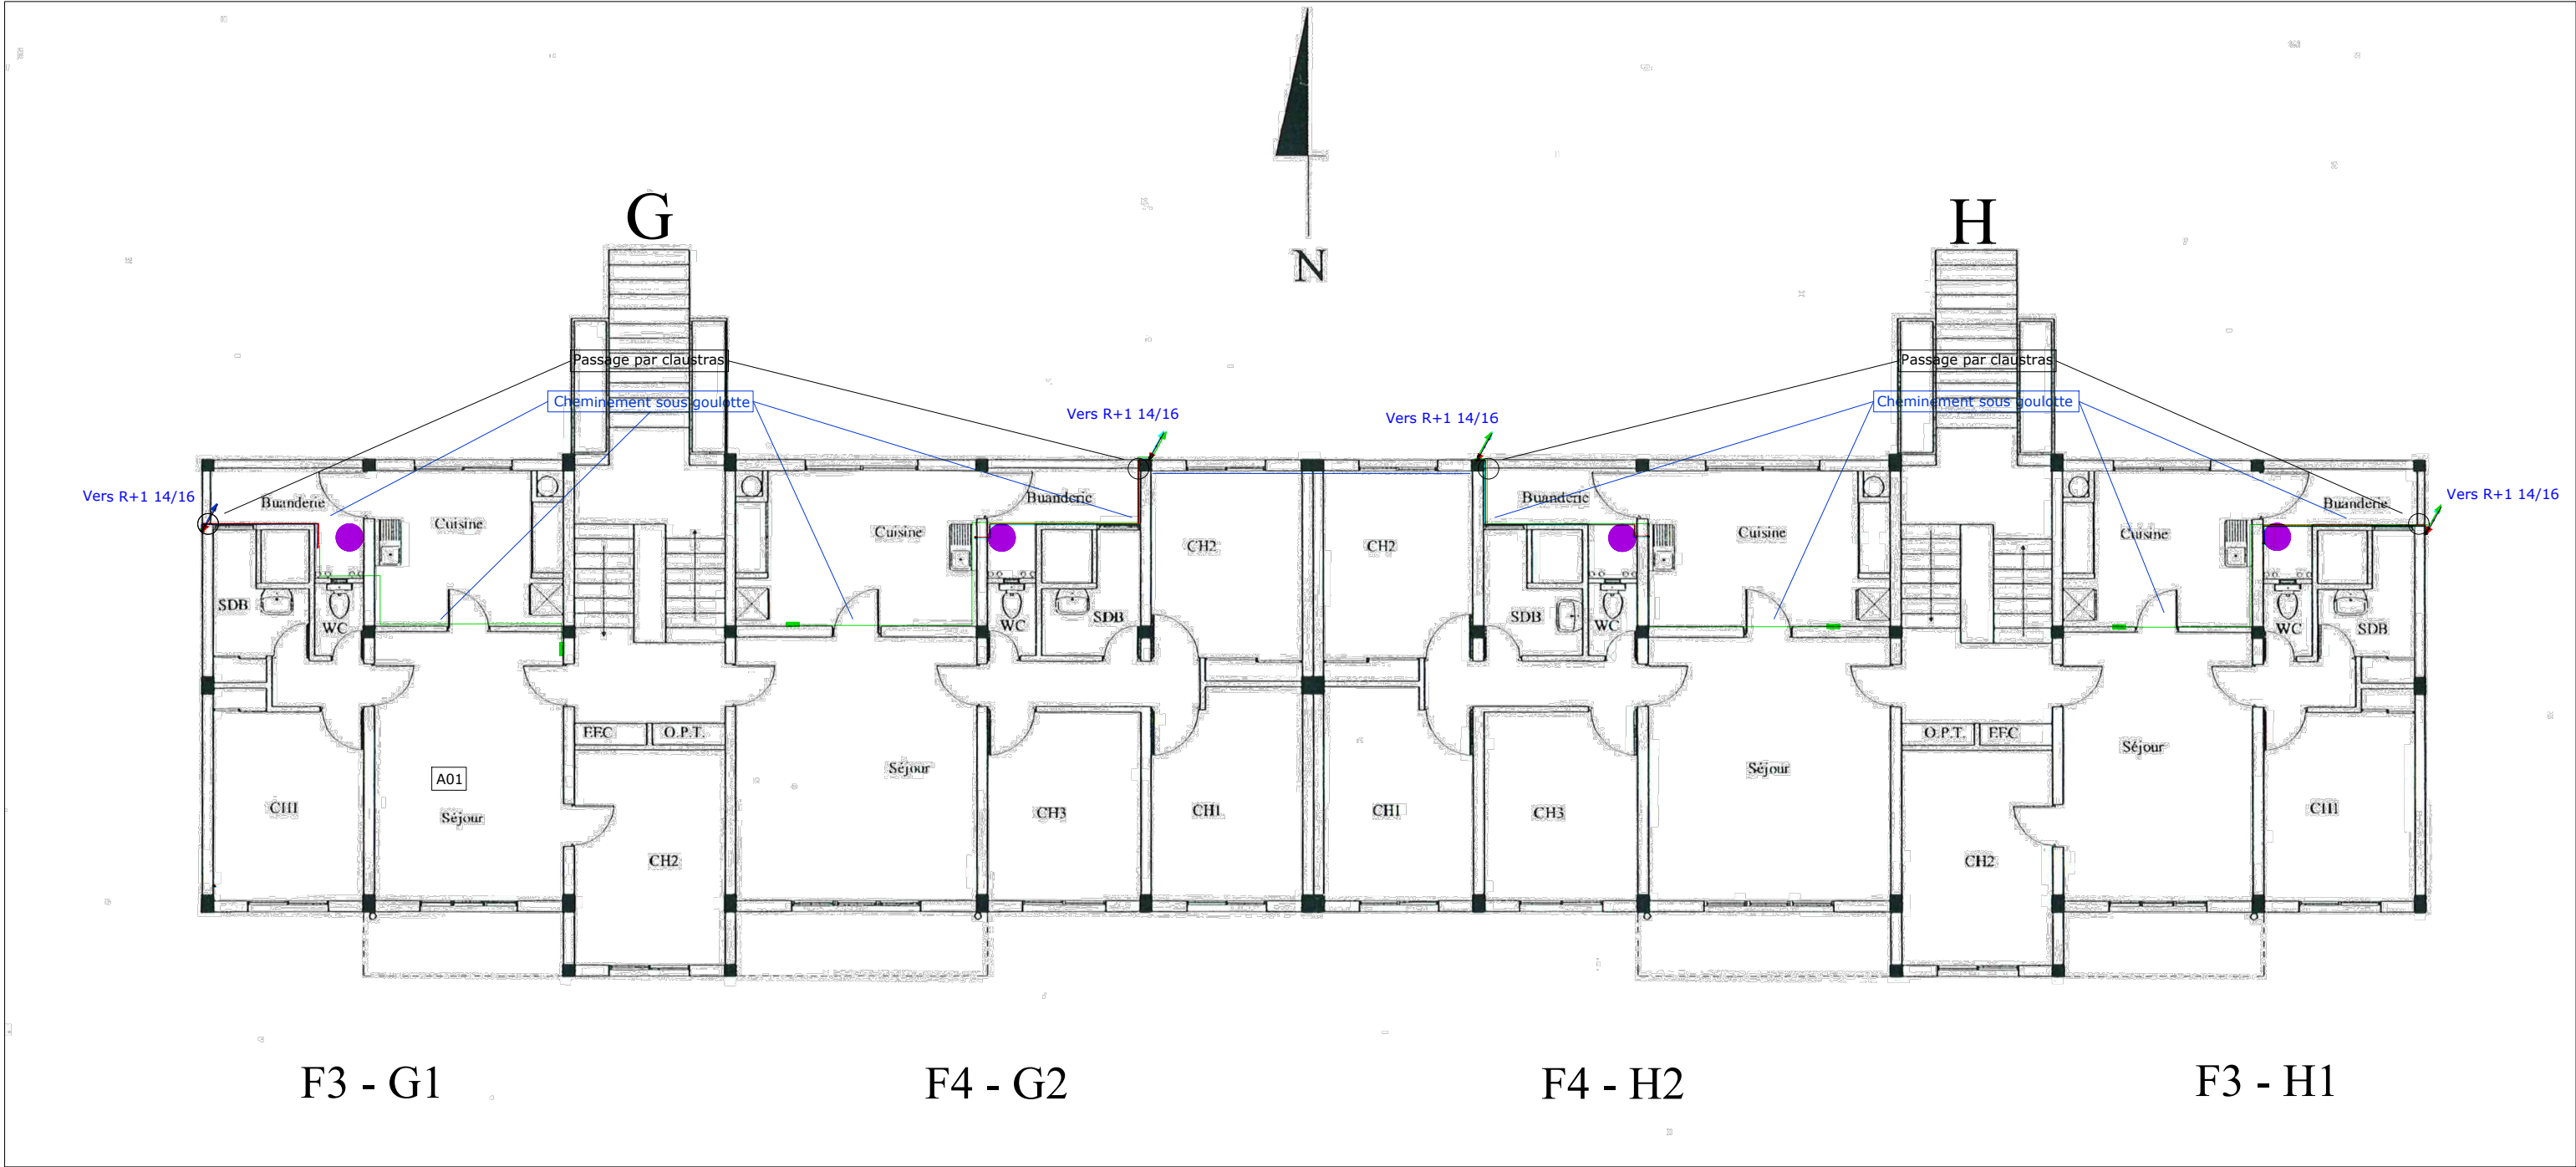 G
H
N
Passage par claustras
Passage par claustras
Cheminement sous goulotte
Cheminement sous goulotte
Vers R+1 14/16
Vers R+1 14/16
Vers R+1 14/16
Vers R+1 14/16
Buanderie
Buanderie
Buanderie
Buanderie
Cuisine
Cuisine
Cuisine
Cuisine
CH2
CH2
SDB
WC
WC
SDB
SDB
WC
WC
SDB
EEC
O.P.T.
O.P.T.
EEC
A01
Séjour
Séjour
Séjour
Séjour
CH1
CH3
CH1
CH1
CH3
CH1
CH2
CH2
F3 - G1
F4 - G2
F4 - H2
F3 - H1